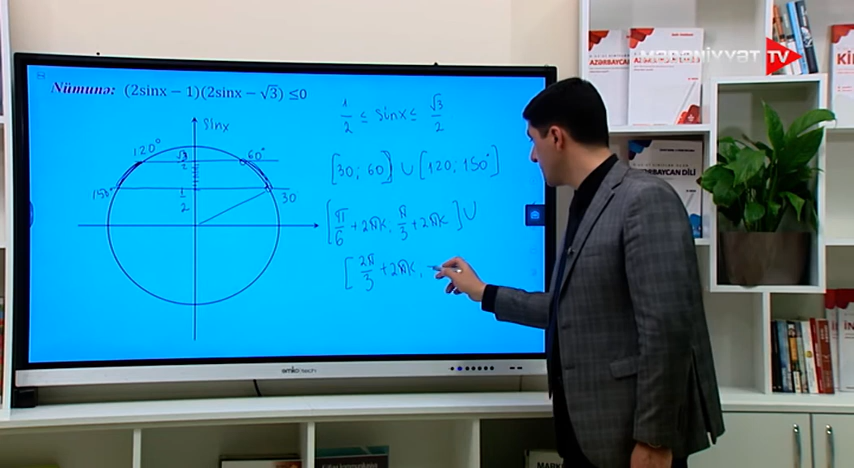 MƏDƏNİYYƏT TV
AZƏRBAYCAN
AZƏRBAYCAN DİLİ
Nümunə: (2sinx − 1)(2sinx − √3) ≤0
1/2 ≤ sinx ≤ √3/2
sinx
120°
√3/2
60°
150°
1/2
30
[30; 60] ∪ [120; 150°]
[π/6 + 2πk; π/3 + 2πk] ∪
[2π/3 + 2πk;